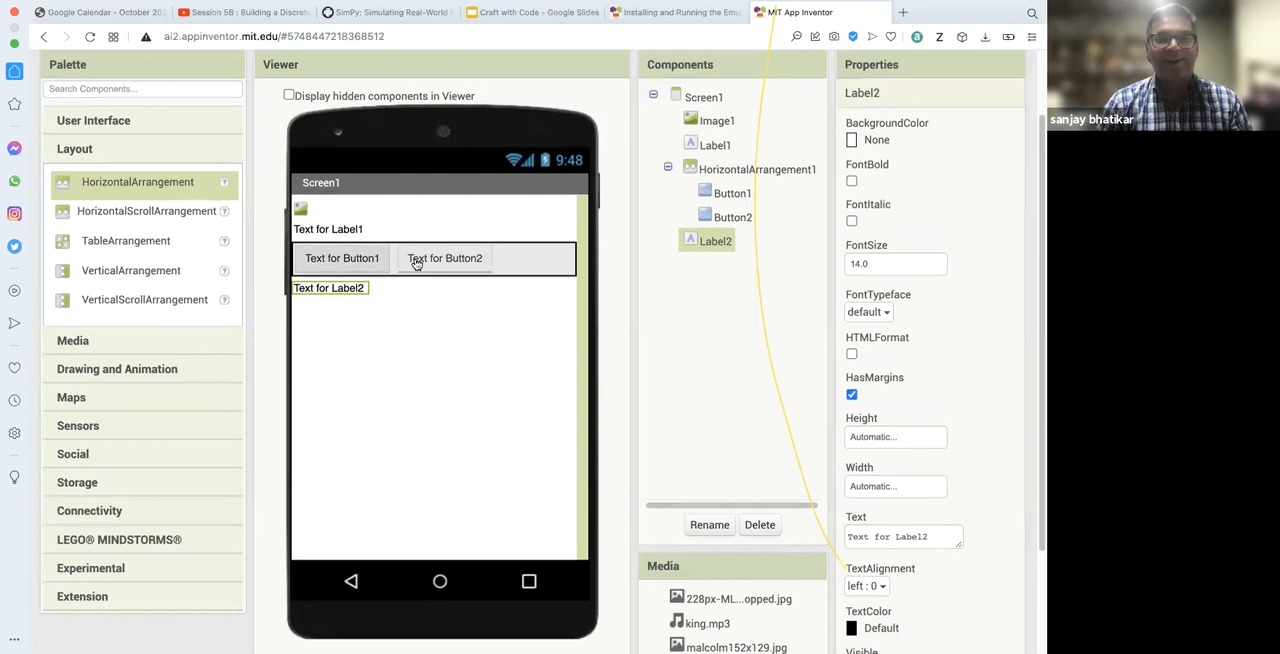 Google Calendar - October 202
Session 5B : Building a Discrete
SimPy: Simulating Real-World P
Craft with Code - Google Slides
Installing and Running the Emu
MIT App Inventor
ai2.appinventor.mit.edu/#5748447218368512
Palette
Search Components...
User Interface
Layout
HorizontalArrangement
HorizontalScrollArrangement
TableArrangement
VerticalArrangement
VerticalScrollArrangement
Media
Drawing and Animation
Maps
Sensors
Social
Storage
Connectivity
LEGO® MINDSTORMS®
Experimental
Extension
Viewer
Display hidden components in Viewer
9:48
Screen1
Text for Label1
Text for Button1
Text for Button2
Text for Label2
Components
Screen1
Image1
Label1
HorizontalArrangement1
Button1
Button2
Label2
Rename
Delete
Media
228px-ML...opped.jpg
king.mp3
malcolm152x129.jpg
Properties
Label2
BackgroundColor
None
FontBold
FontItalic
FontSize
14.0
FontTypeface
default
HTMLFormat
HasMargins
Height
Automatic...
Width
Automatic...
Text
Text for Label2
TextAlignment
left : 0
TextColor
Default
Visible
sanjay bhatikar